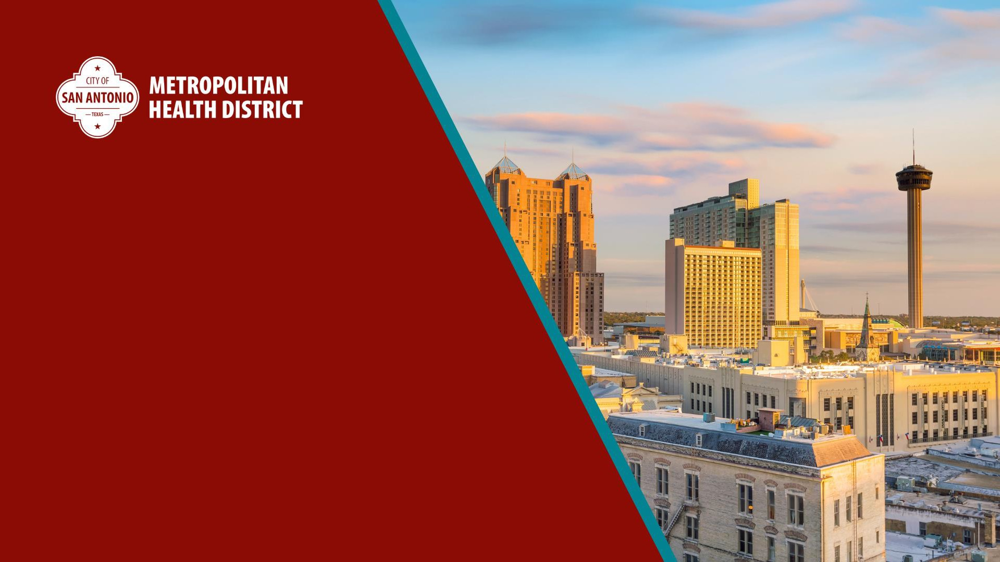 CITY OF
SAN ANTONIO
TEXAS
METROPOLITAN
HEALTH DISTRICT